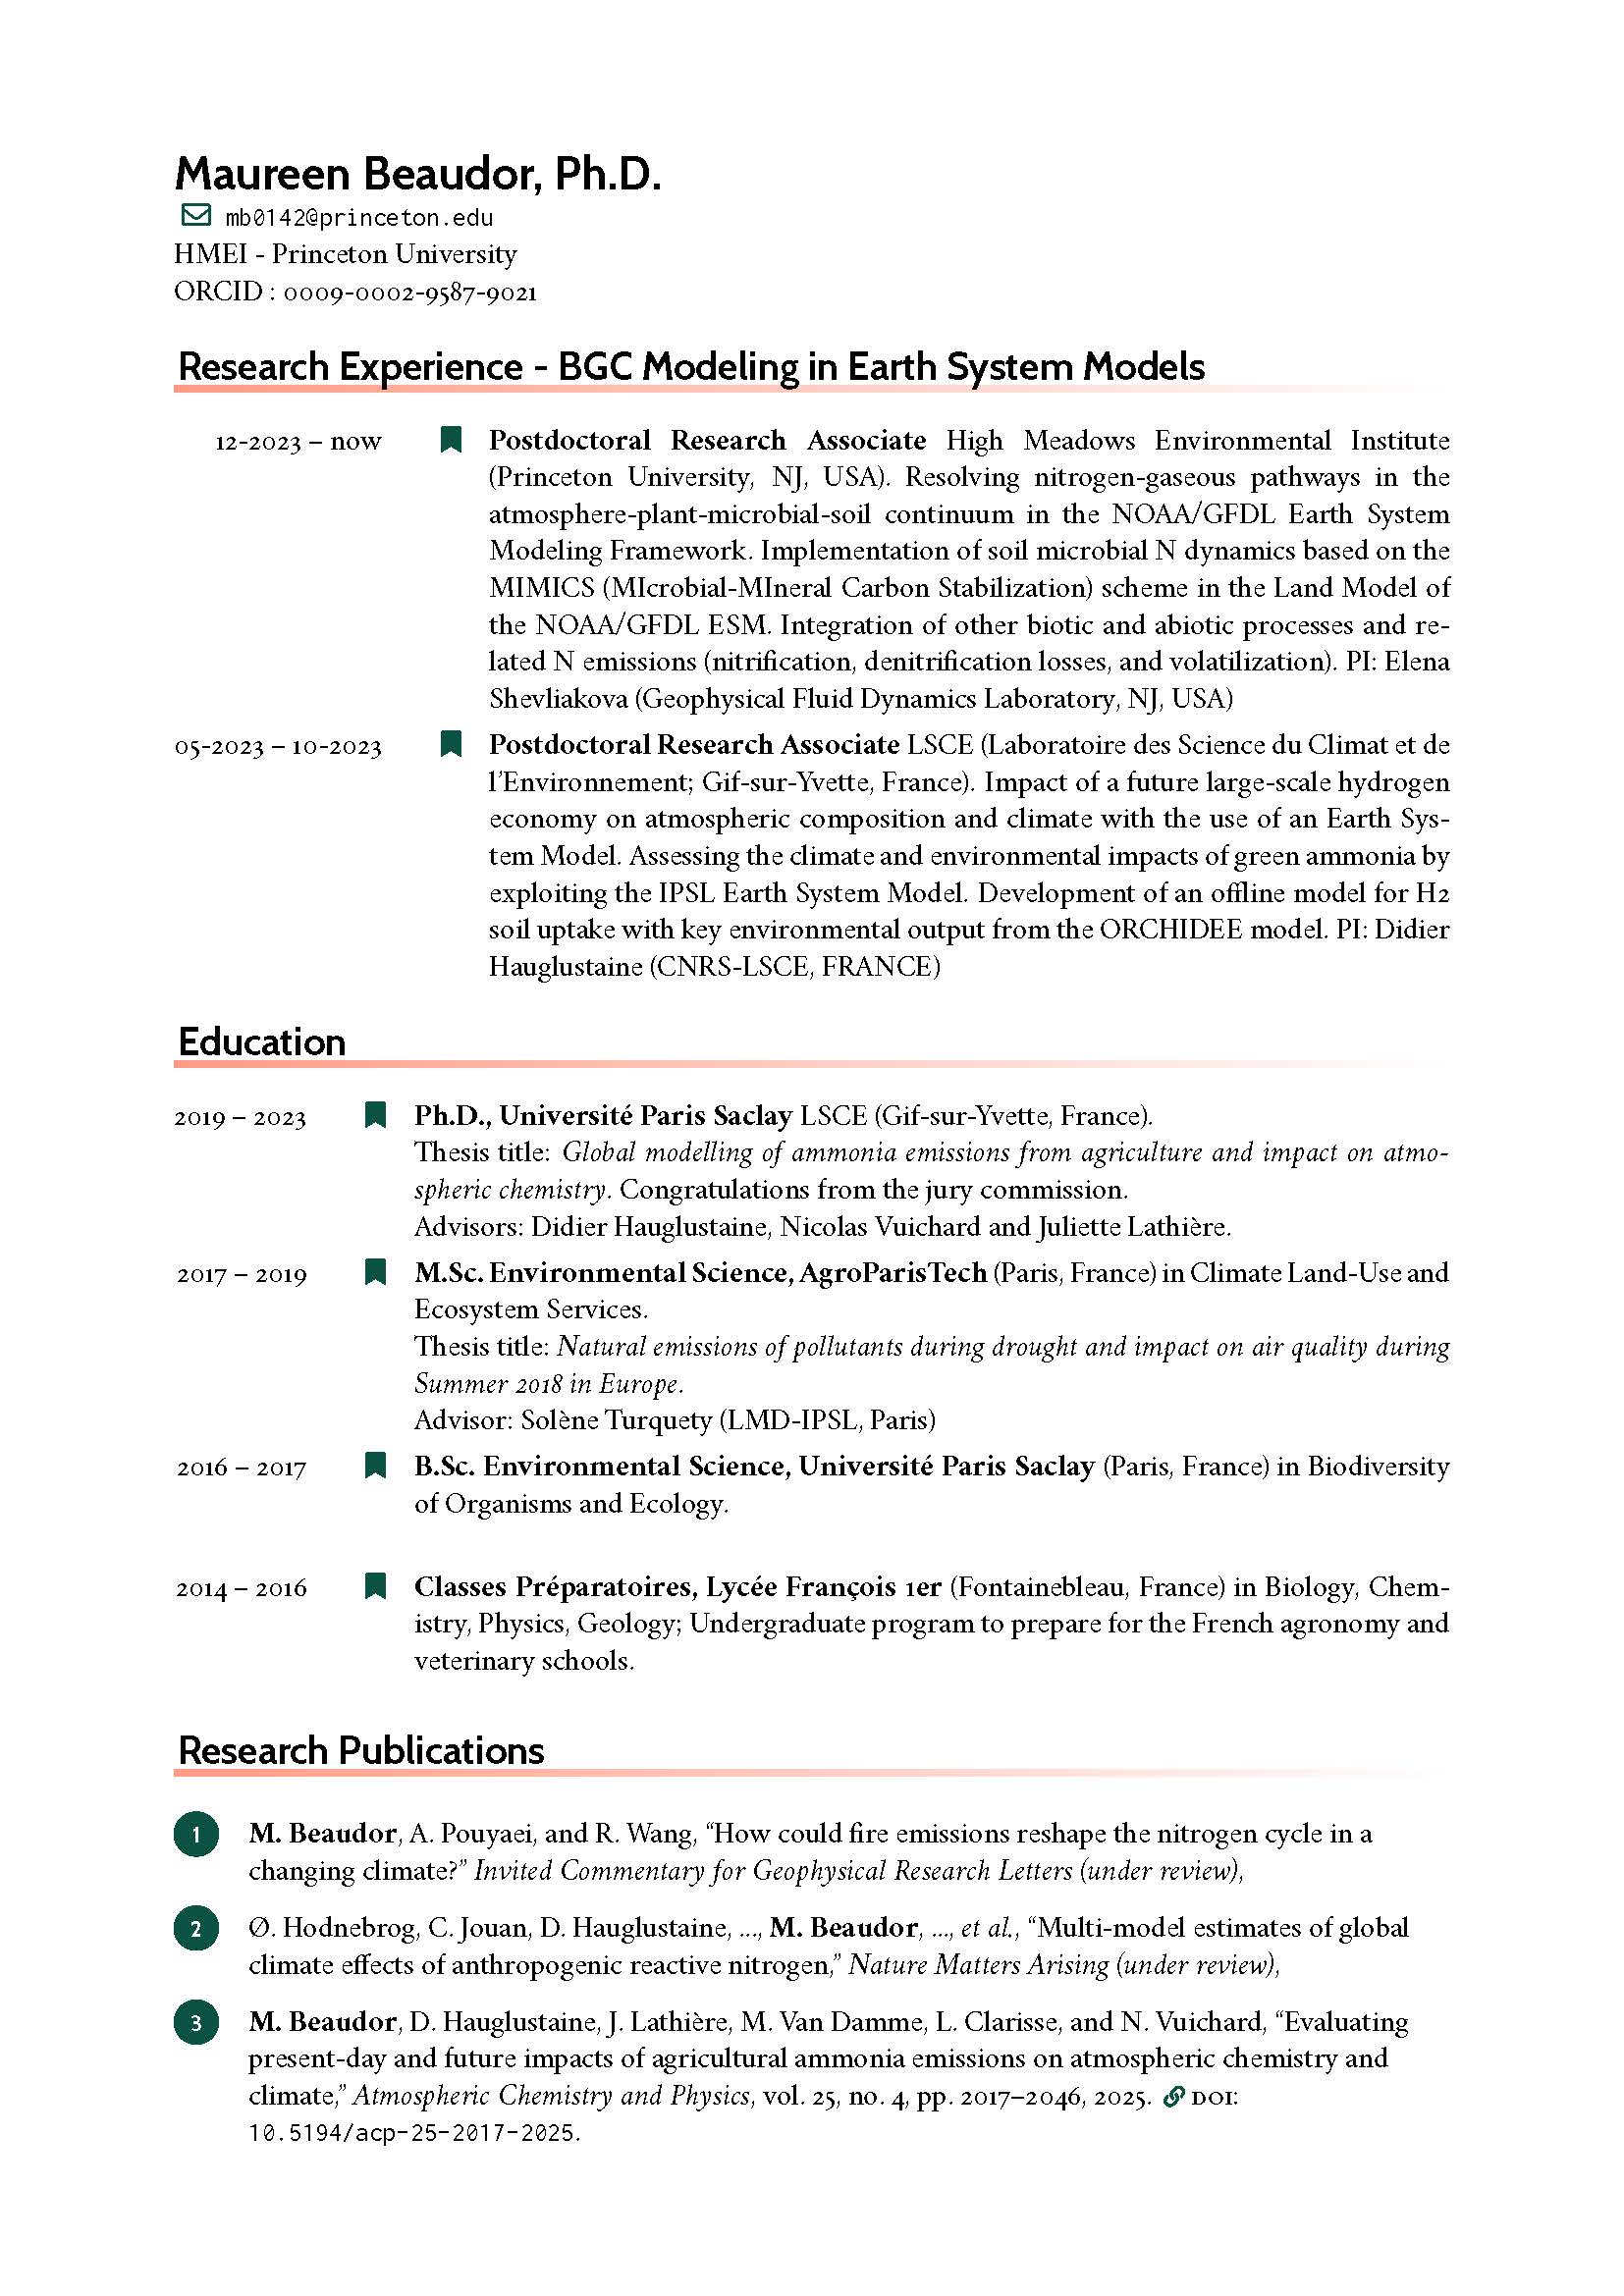 Maureen Beaudor, Ph.D.
mb0142@princeton.edu
HMEI - Princeton University
ORCID : 0009-0002-9587-9021
Research Experience - BGC Modeling in Earth System Models
12-2023 – now Postdoctoral Research Associate High Meadows Environmental Institute
(Princeton University, NJ, USA). Resolving nitrogen-gaseous pathways in the
atmosphere-plant-microbial-soil continuum in the NOAA/GFDL Earth System
Modeling Framework. Implementation of soil microbial N dynamics based on the
MIMICS (MIcrobial-MIneral Carbon Stabilization) scheme in the Land Model of
the NOAA/GFDL ESM. Integration of other biotic and abiotic processes and re-
lated N emissions (nitrification, denitrification losses, and volatilization). PI: Elena
Shevliakova (Geophysical Fluid Dynamics Laboratory, NJ, USA)
05-2023 – 10-2023 Postdoctoral Research Associate LSCE (Laboratoire des Science du Climat et de
l'Environnement; Gif-sur-Yvette, France). Impact of a future large-scale hydrogen
economy on atmospheric composition and climate with the use of an Earth Sys-
tem Model. Assessing the climate and environmental impacts of green ammonia by
exploiting the IPSL Earth System Model. Development of an offline model for H2
soil uptake with key environmental output from the ORCHIDEE model. PI: Didier
Hauglustaine (CNRS-LSCE, FRANCE)
Education
2019 – 2023 Ph.D., Université Paris Saclay LSCE (Gif-sur-Yvette, France).
Thesis title: Global modelling of ammonia emissions from agriculture and impact on atmo-
spheric chemistry. Congratulations from the jury commission.
Advisors: Didier Hauglustaine, Nicolas Vuichard and Juliette Lathière.
2017 – 2019 M.Sc. Environmental Science, AgroParisTech (Paris, France) in Climate Land-Use and
Ecosystem Services.
Thesis title: Natural emissions of pollutants during drought and impact on air quality during
Summer 2018 in Europe.
Advisor: Solène Turquety (LMD-IPSL, Paris)
2016 – 2017 B.Sc. Environmental Science, Université Paris Saclay (Paris, France) in Biodiversity
of Organisms and Ecology.
2014 – 2016 Classes Préparatoires, Lycée François 1er (Fontainebleau, France) in Biology, Chem-
istry, Physics, Geology; Undergraduate program to prepare for the French agronomy and
veterinary schools.
Research Publications
1 M. Beaudor, A. Pouyaei, and R. Wang, “How could fire emissions reshape the nitrogen cycle in a
changing climate?” Invited Commentary for Geophysical Research Letters (under review),
2 Ø. Hodnebrog, C. Jouan, D. Hauglustaine, ..., M. Beaudor, ..., et al., “Multi-model estimates of global
climate effects of anthropogenic reactive nitrogen,” Nature Matters Arising (under review),
3 M. Beaudor, D. Hauglustaine, J. Lathière, M. Van Damme, L. Clarisse, and N. Vuichard, “Evaluating
present-day and future impacts of agricultural ammonia emissions on atmospheric chemistry and
climate,” Atmospheric Chemistry and Physics, vol. 25, no. 4, pp. 2017–2046, 2025. DOI:
10.5194/acp-25-2017-2025.